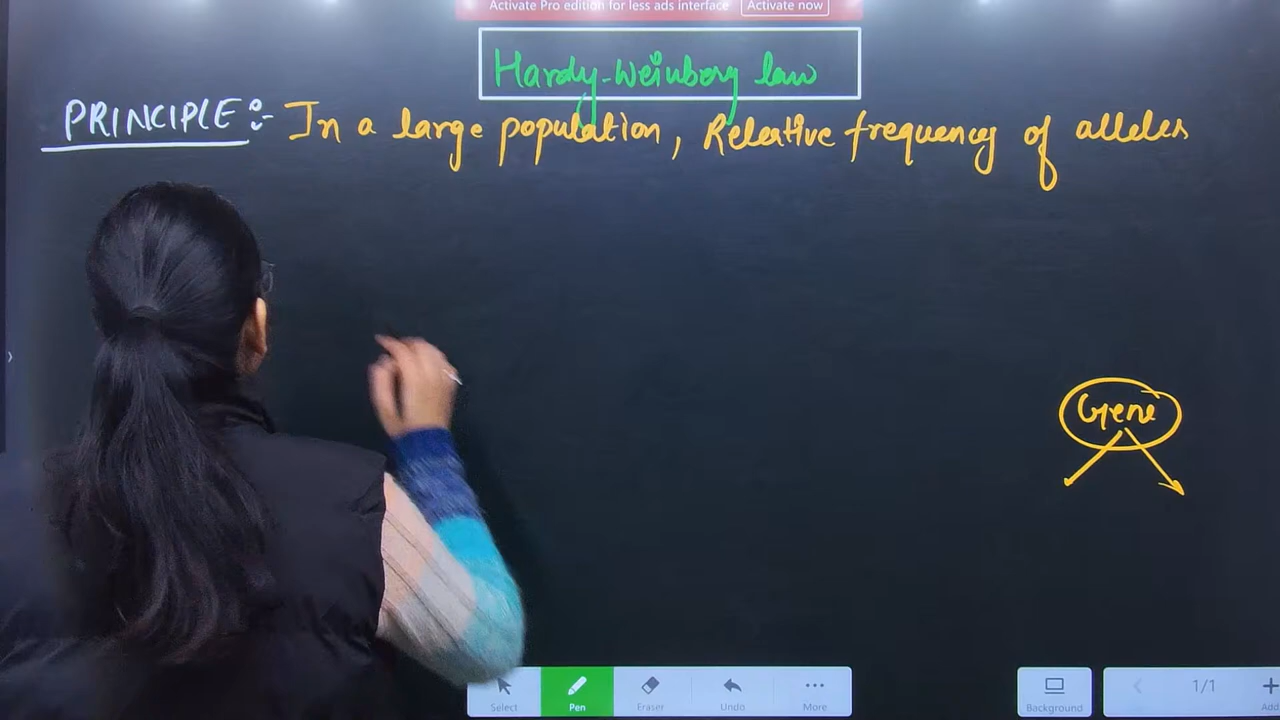 Activate Pro edition for less ads interface Activate now
Hardy-Weinberg law
PRINCIPLE:- In a large population, Relative frequency of alleles
Gene
Select Pen Eraser Undo More Background 1/1 Add